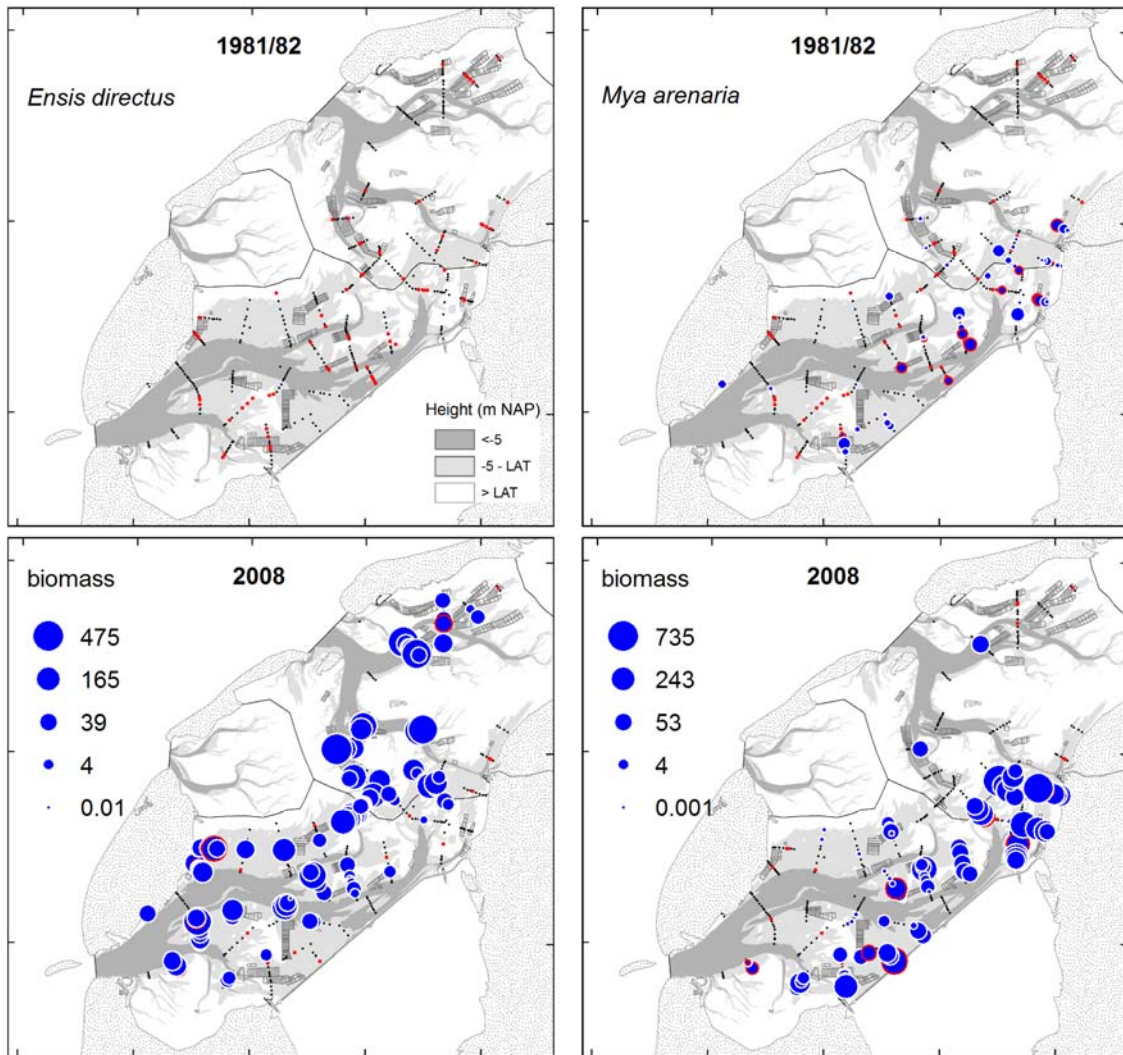 1981/82
Ensis directus
Height (m NAP)
<-5
-5 - LAT
> LAT
1981/82
Mya arenaria
2008
biomass
475
165
39
4
0.01
2008
biomass
735
243
53
4
0.001